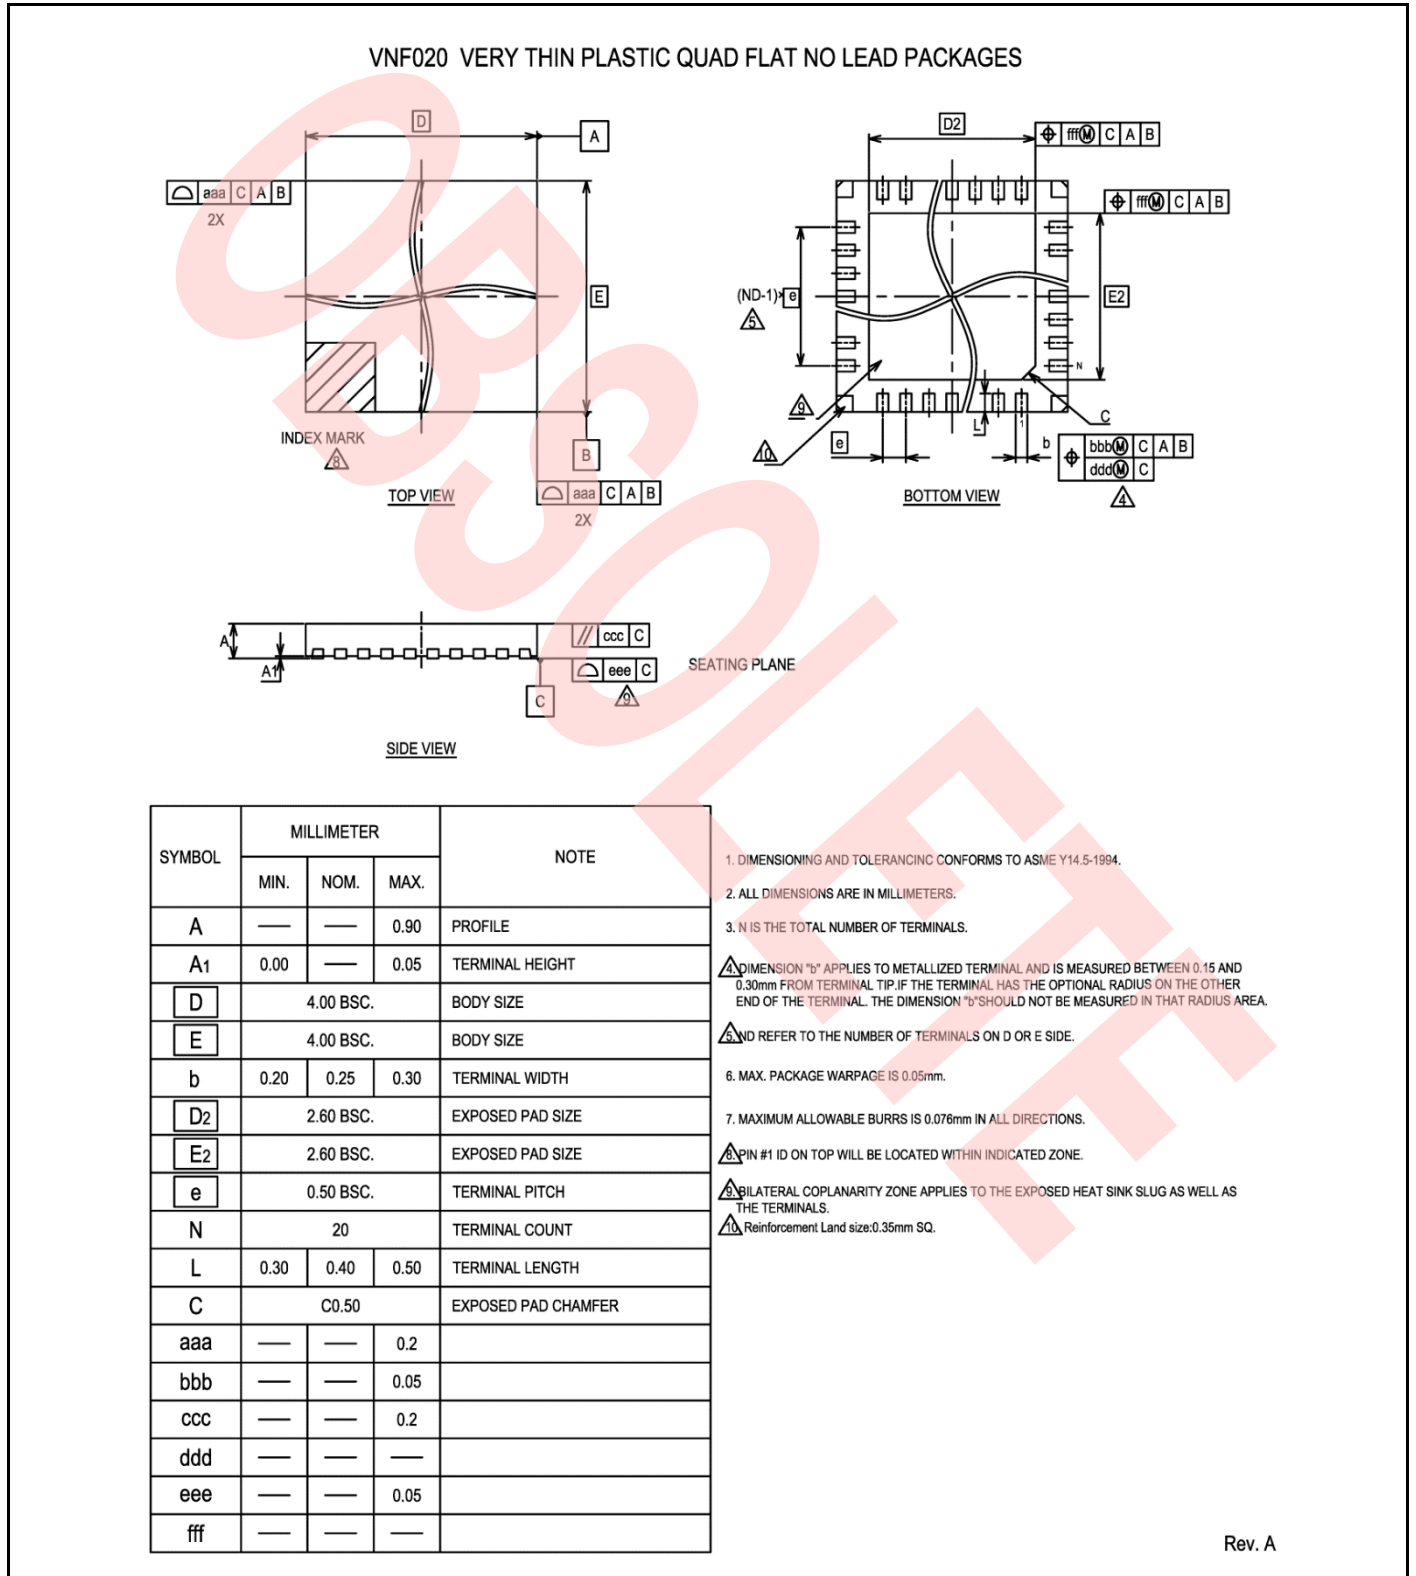 VNF020 VERY THIN PLASTIC QUAD FLAT NO LEAD PACKAGES
D
A
aaa C A B
2X
E
INDEX MARK
8
B
TOP VIEW
aaa C A B
2X
D2
fffⓂ C A B
fffⓂ C A B
(ND-1)×e
5
E2
N
9
10
C
L
1
e
b
bbbⓂ C A B
dddⓂ C
4
BOTTOM VIEW
A
A1
ccc C
eee C
9
C
SEATING PLANE
SIDE VIEW
SYMBOL MILLIMETER NOTE
MIN. NOM. MAX.
A — — 0.90 PROFILE
A1 0.00 — 0.05 TERMINAL HEIGHT
D 4.00 BSC. BODY SIZE
E 4.00 BSC. BODY SIZE
b 0.20 0.25 0.30 TERMINAL WIDTH
D2 2.60 BSC. EXPOSED PAD SIZE
E2 2.60 BSC. EXPOSED PAD SIZE
e 0.50 BSC. TERMINAL PITCH
N 20 TERMINAL COUNT
L 0.30 0.40 0.50 TERMINAL LENGTH
C C0.50 EXPOSED PAD CHAMFER
aaa — — 0.2
bbb — — 0.05
ccc — — 0.2
ddd — — —
eee — — 0.05
fff — — —
1. DIMENSIONING AND TOLERANCINC CONFORMS TO ASME Y14.5-1994.
2. ALL DIMENSIONS ARE IN MILLIMETERS.
3. N IS THE TOTAL NUMBER OF TERMINALS.
4. DIMENSION "b" APPLIES TO METALLIZED TERMINAL AND IS MEASURED BETWEEN 0.15 AND
0.30mm FROM TERMINAL TIP.IF THE TERMINAL HAS THE OPTIONAL RADIUS ON THE OTHER
END OF THE TERMINAL. THE DIMENSION "b"SHOULD NOT BE MEASURED IN THAT RADIUS AREA.
5. ND REFER TO THE NUMBER OF TERMINALS ON D OR E SIDE.
6. MAX. PACKAGE WARPAGE IS 0.05mm.
7. MAXIMUM ALLOWABLE BURRS IS 0.076mm IN ALL DIRECTIONS.
8. PIN #1 ID ON TOP WILL BE LOCATED WITHIN INDICATED ZONE.
9. BILATERAL COPLANARITY ZONE APPLIES TO THE EXPOSED HEAT SINK SLUG AS WELL AS
THE TERMINALS.
10. Reinforcement Land size:0.35mm SQ.
Rev. A
OBSOLETE